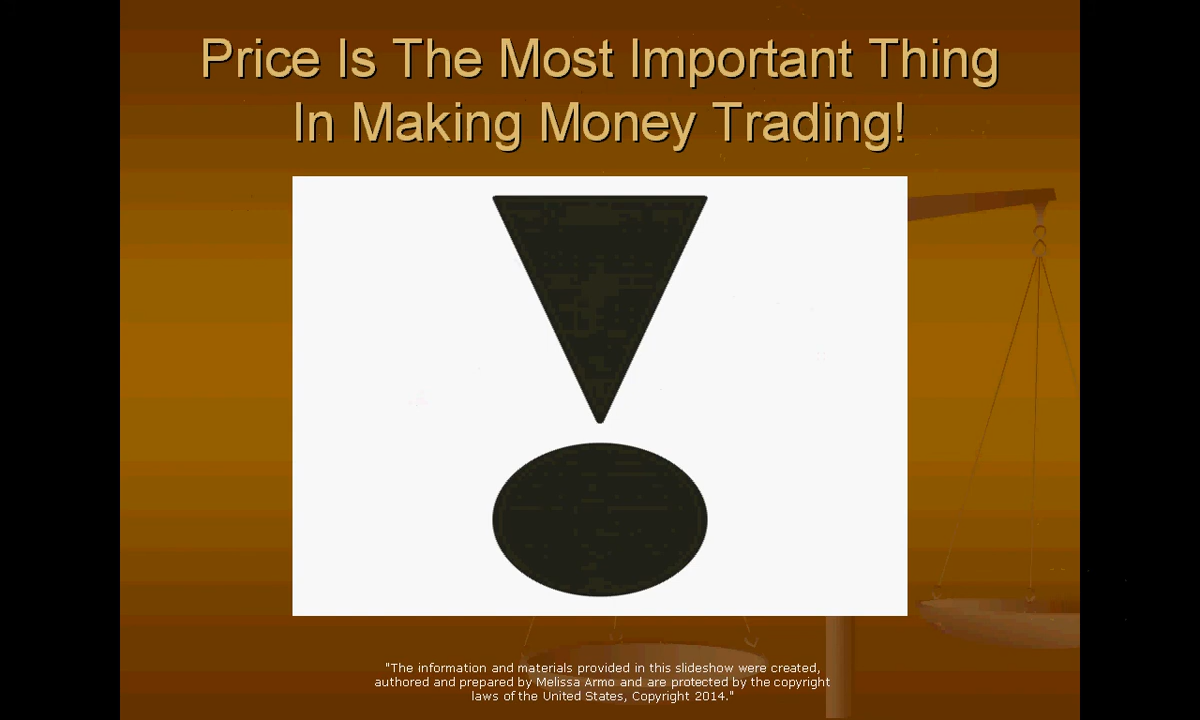 Price Is The Most Important Thing
In Making Money Trading!
"The information and materials provided in this slideshow were created,
authored and prepared by Melissa Armo and are protected by the copyright
laws of the United States, Copyright 2014."